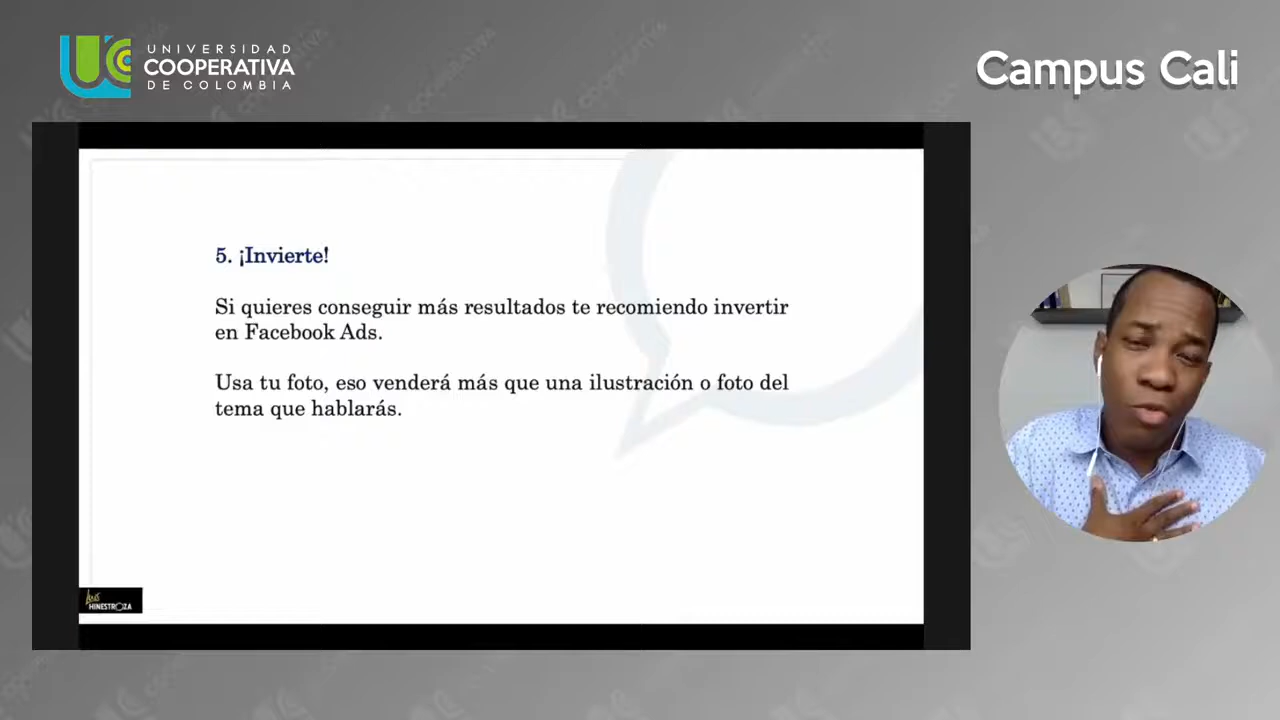 UNIVERSIDAD
COOPERATIVA
DE COLOMBIA
Campus Cali
5. ¡Invierte!
Si quieres conseguir más resultados te recomiendo invertir
en Facebook Ads.
Usa tu foto, eso venderá más que una ilustración o foto del
tema que hablarás.
HINESTROZA